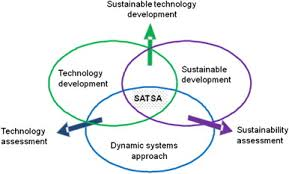 Sustainable technology
development
Technology
development
Sustainable
development
SATSA
Technology
assessment
Sustainability
assessment
Dynamic systems
approach